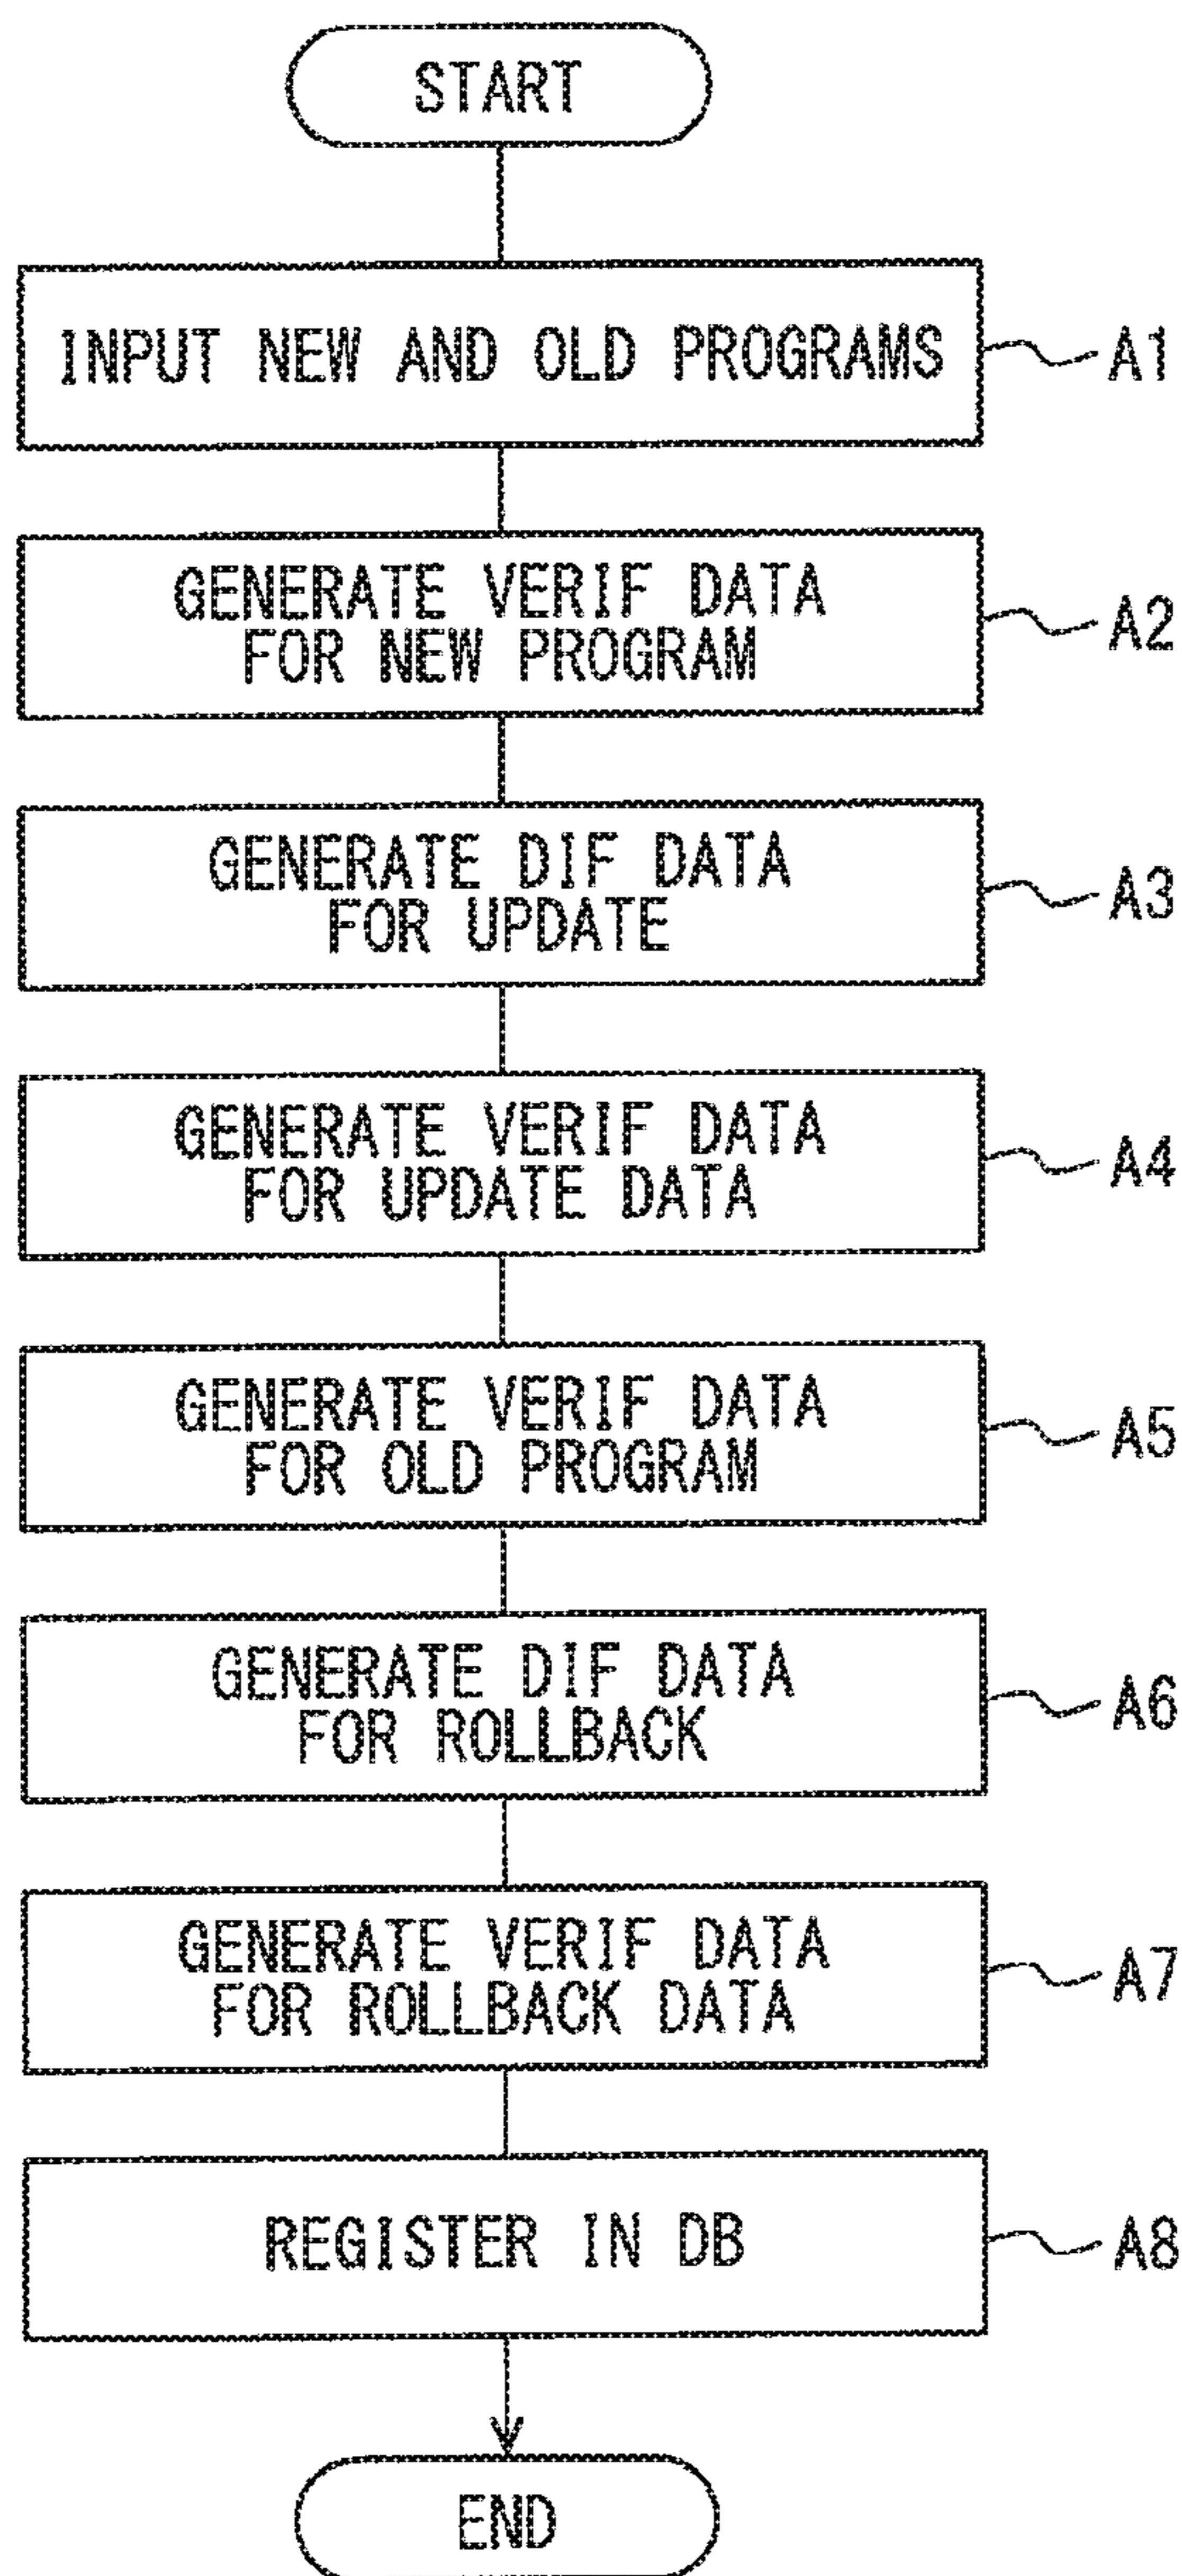 START
INPUT NEW AND OLD PROGRAMS
A1
GENERATE VERIF DATA
FOR NEW PROGRAM
A2
GENERATE DIF DATA
FOR UPDATE
A3
GENERATE VERIF DATA
FOR UPDATE DATA
A4
GENERATE VERIF DATA
FOR OLD PROGRAM
A5
GENERATE DIF DATA
FOR ROLLBACK
A6
GENERATE VERIF DATA
FOR ROLLBACK DATA
A7
REGISTER IN DB
A8
END